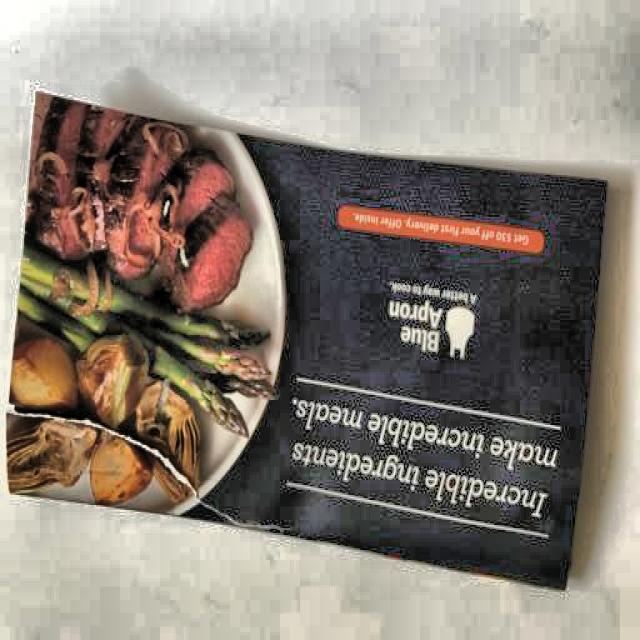 Incredible ingredients
make incredible meals.
Blue
Apron
A better way to cook.
Get $30 off your first delivery. Offer inside.